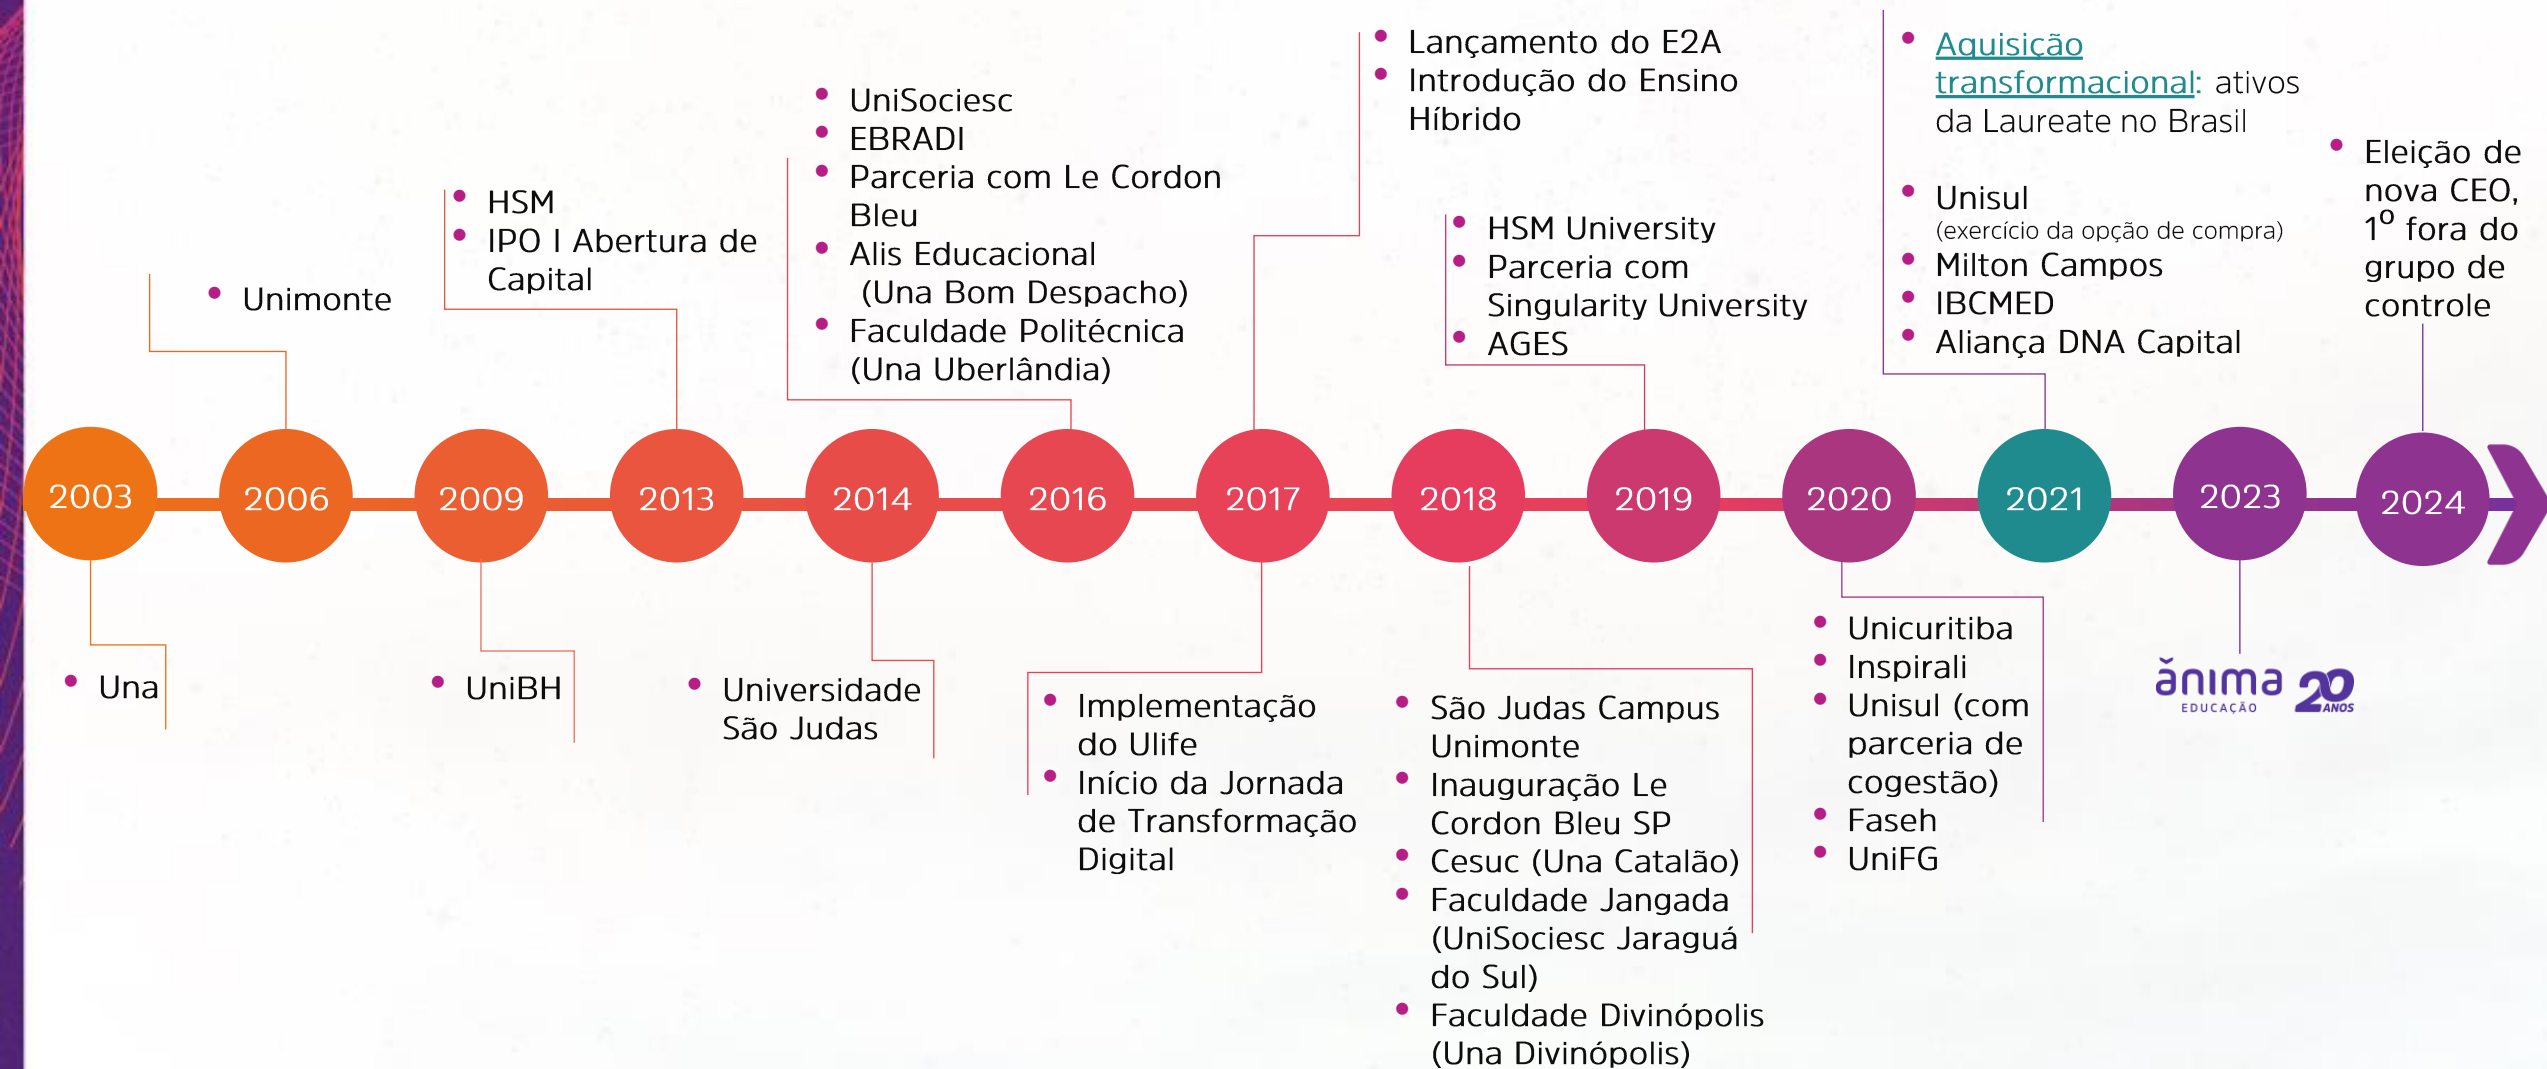 Lançamento do E2A
Introdução do Ensino
Híbrido
Aquisição
transformacional: ativos
da Laureate no Brasil
Unisul
(exercício da opção de compra)
Milton Campos
IBCMED
Aliança DNA Capital
UniSociesc
EBRADI
Parceria com Le Cordon
Bleu
Alis Educacional
(Una Bom Despacho)
Faculdade Politécnica
(Una Uberlândia)
Eleição de
nova CEO,
1º fora do
grupo de
controle
HSM
IPO I Abertura de
Capital
HSM University
Parceria com
Singularity University
AGES
Unimonte
2003
2006
2009
2013
2014
2016
2017
2018
2019
2020
2021
2023
2024
Una
UniBH
Universidade
São Judas
Implementação
do Ulife
Início da Jornada
de Transformação
Digital
São Judas Campus
Unimonte
Inauguração Le
Cordon Bleu SP
Cesuc (Una Catalão)
Faculdade Jangada
(UniSociesc Jaraguá
do Sul)
Faculdade Divinópolis
(Una Divinópolis)
Unicuritiba
Inspirali
Unisul (com
parceria de
cogestão)
Faseh
UniFG
ănıma
EDUCAÇÃO
20
ANOS